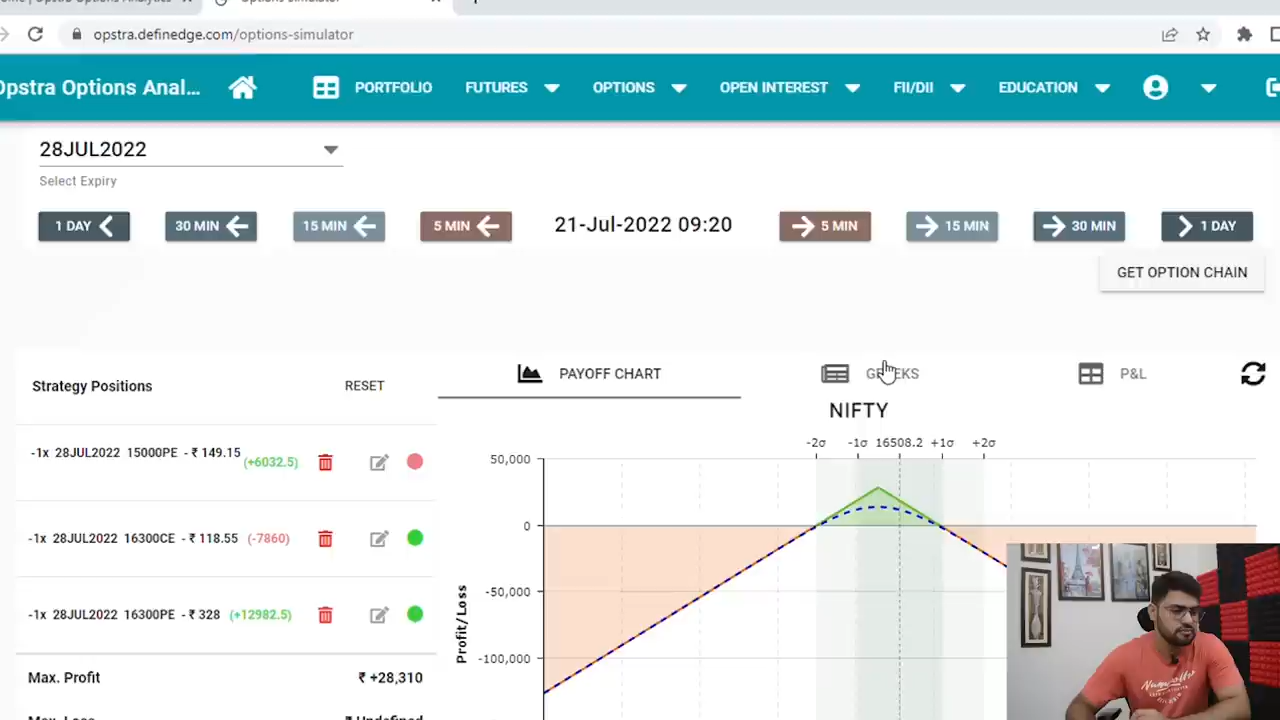 Options Simulator
opstra.definedge.com/options-simulator
Opstra Options Anal...
PORTFOLIO
FUTURES
OPTIONS
OPEN INTEREST
FII/DII
EDUCATION
28JUL2022
Select Expiry
1 DAY
30 MIN
15 MIN
5 MIN
21-Jul-2022 09:20
5 MIN
15 MIN
30 MIN
1 DAY
GET OPTION CHAIN
Strategy Positions
RESET
PAYOFF CHART
GREEKS
P&L
NIFTY
-2σ -1σ 16508.2 +1σ +2σ
-1x 28JUL2022 15000PE - ₹ 149.15 (+6032.5)
-1x 28JUL2022 16300CE - ₹ 118.55 (-7860)
-1x 28JUL2022 16300PE - ₹ 328 (+12982.5)
Max. Profit ₹ +28,310
50,000
0
-50,000
-100,000
Profit/Loss